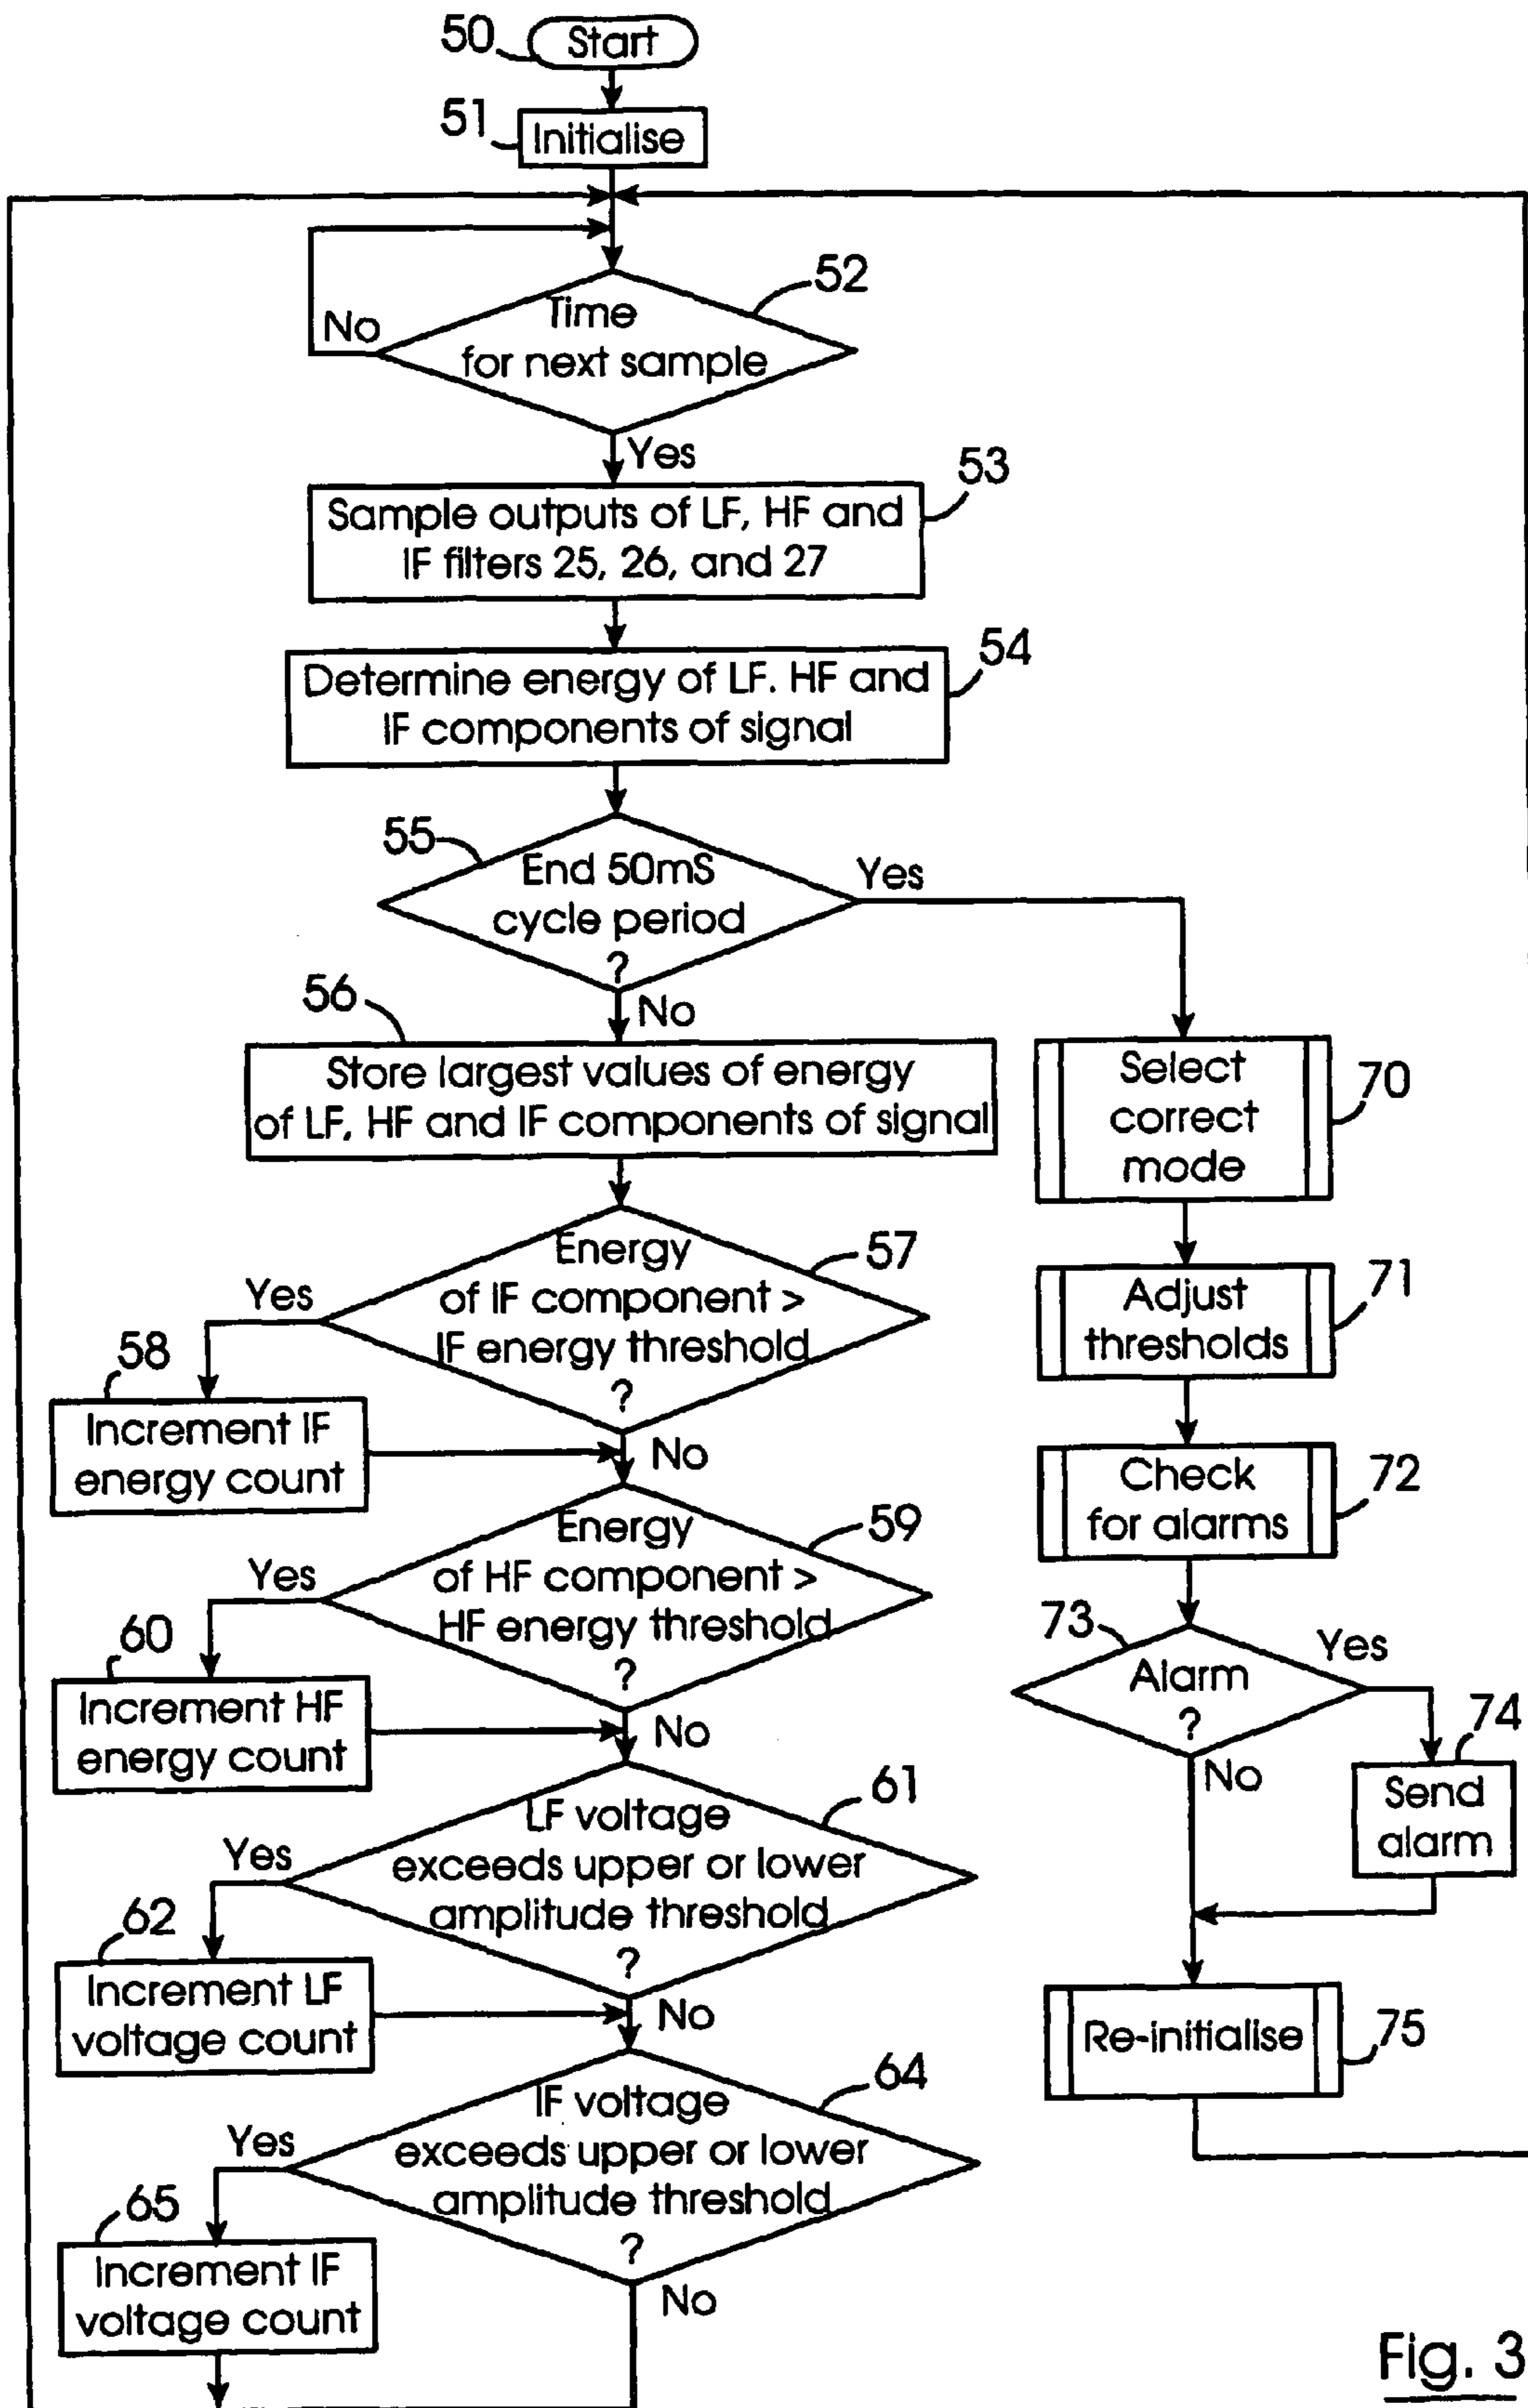 50
Start
51
Initialise
52
Time
for next sample
No
Yes
53
Sample outputs of LF, HF and
IF filters 25, 26, and 27
54
Determine energy of LF. HF and
IF components of signal
55
End 50mS
cycle period
?
Yes
No
56
Store largest values of energy
of LF, HF and IF components of signal
57
Energy
of IF component >
IF energy threshold
?
Yes
No
58
Increment IF
energy count
59
Energy
of HF component >
HF energy threshold
?
Yes
No
60
Increment HF
energy count
61
LF voltage
exceeds upper or lower
amplitude threshold
?
Yes
No
62
Increment LF
voltage count
64
IF voltage
exceeds upper or lower
amplitude threshold
?
Yes
No
65
Increment IF
voltage count
70
Select
correct
mode
71
Adjust
thresholds
72
Check
for alarms
73
Alarm
?
Yes
No
74
Send
alarm
75
Re-initialise
Fig. 3